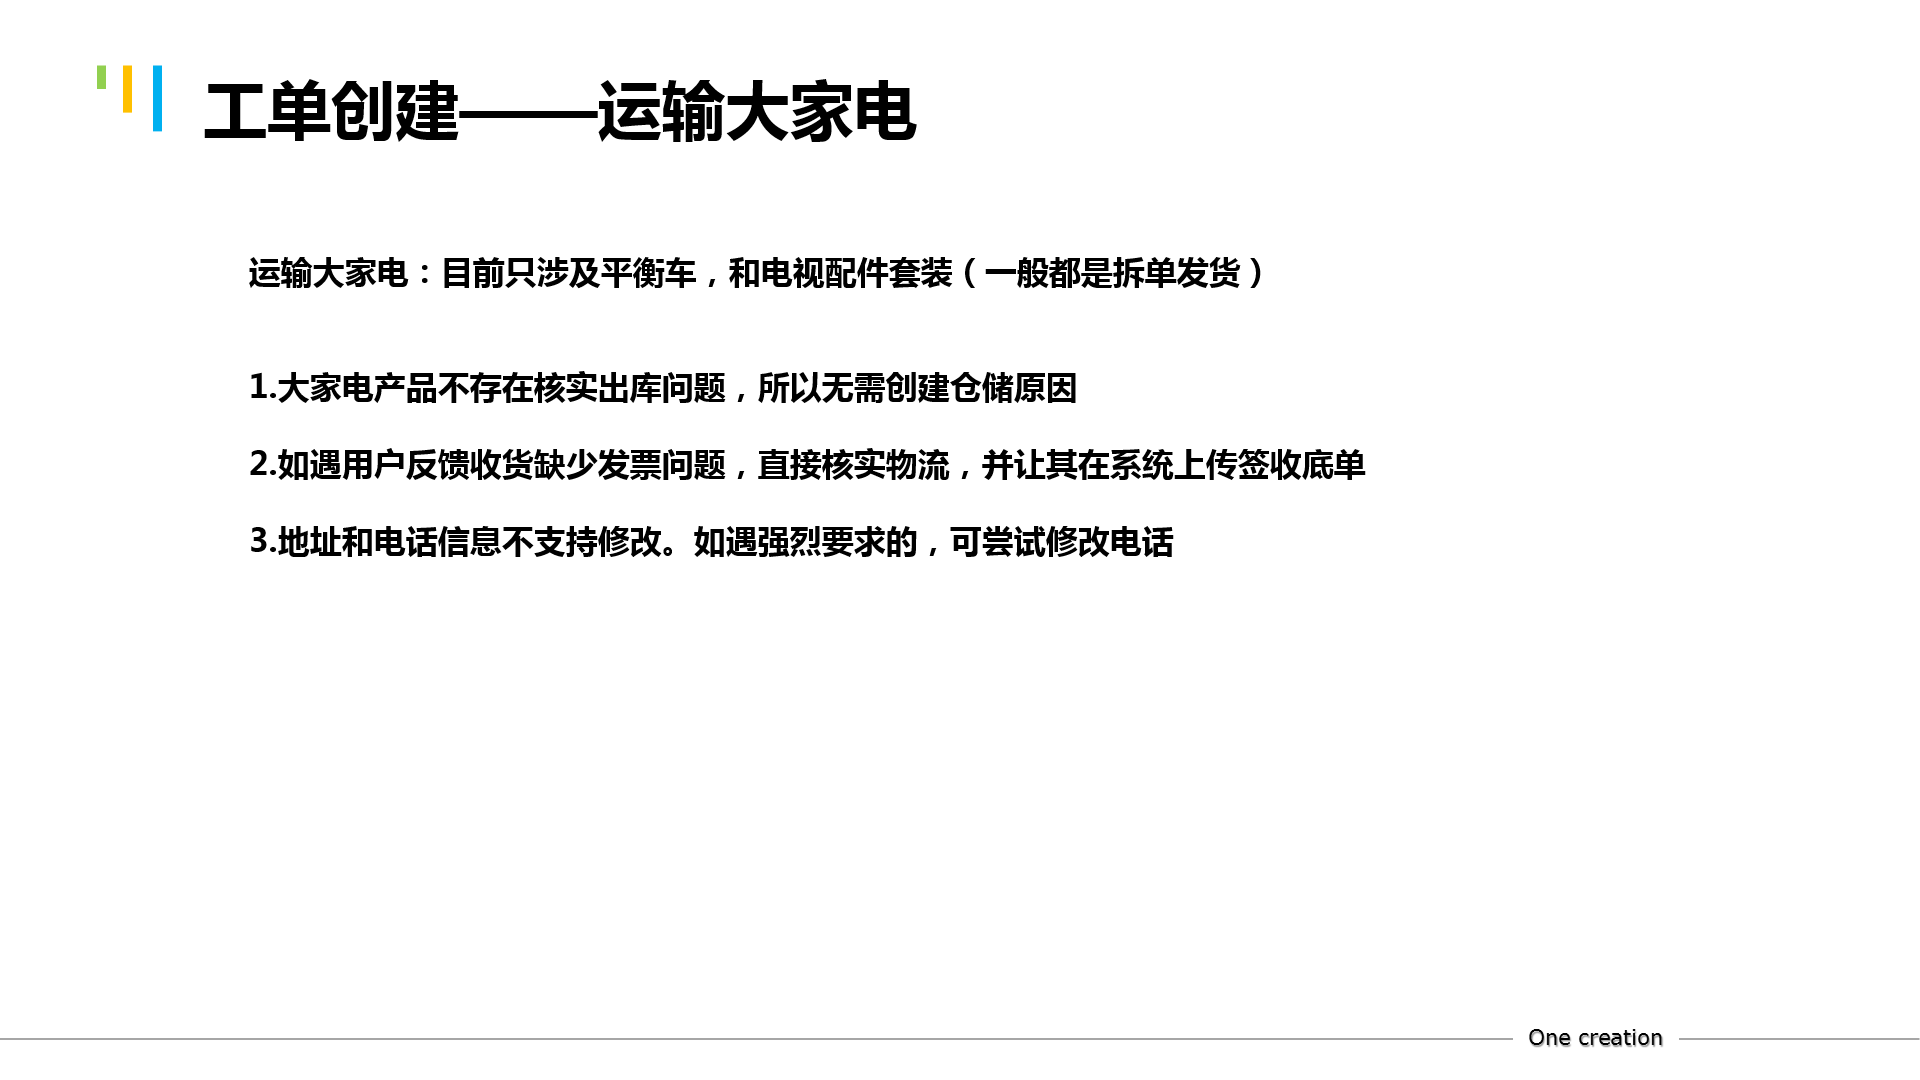 工单创建——运输大家电
运输大家电：目前只涉及平衡车，和电视配件套装（一般都是拆单发货）
1.大家电产品不存在核实出库问题，所以无需创建仓储原因
2.如遇用户反馈收货缺少发票问题，直接核实物流，并让其在系统上传签收底单
3.地址和电话信息不支持修改。如遇强烈要求的，可尝试修改电话
One creation